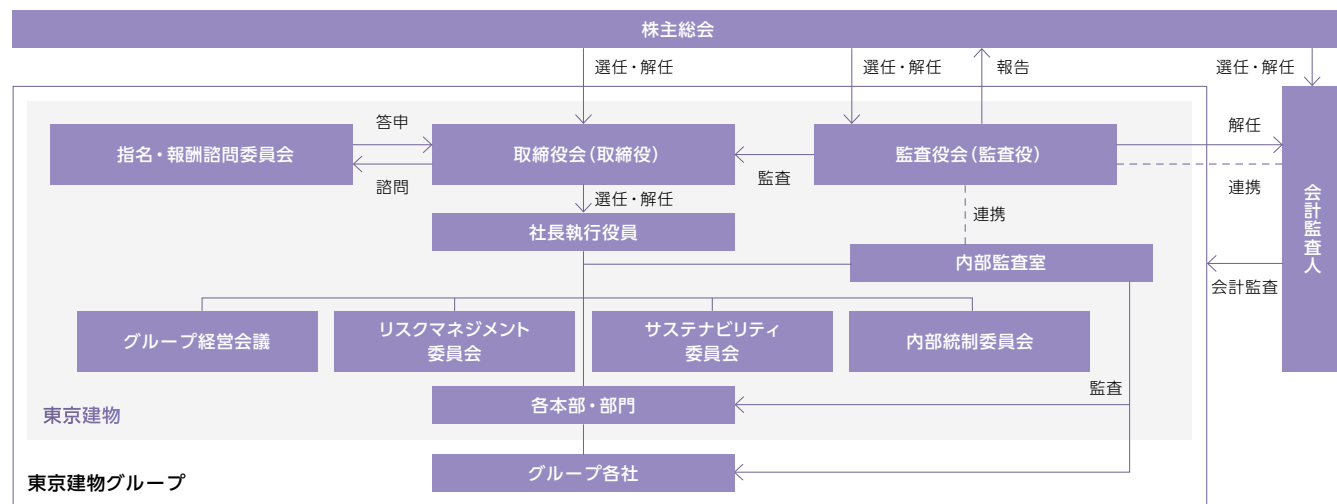 株主総会
選任・解任
選任・解任
報告
選任・解任
指名・報酬諮問委員会
答申
諮問
取締役会（取締役）
監査
監査役会（監査役）
解任
連携
会計監査人
選任・解任
連携
社長執行役員
内部監査室
会計監査
グループ経営会議
リスクマネジメント
委員会
サステナビリティ
委員会
内部統制委員会
監査
各本部・部門
東京建物
グループ各社
東京建物グループ